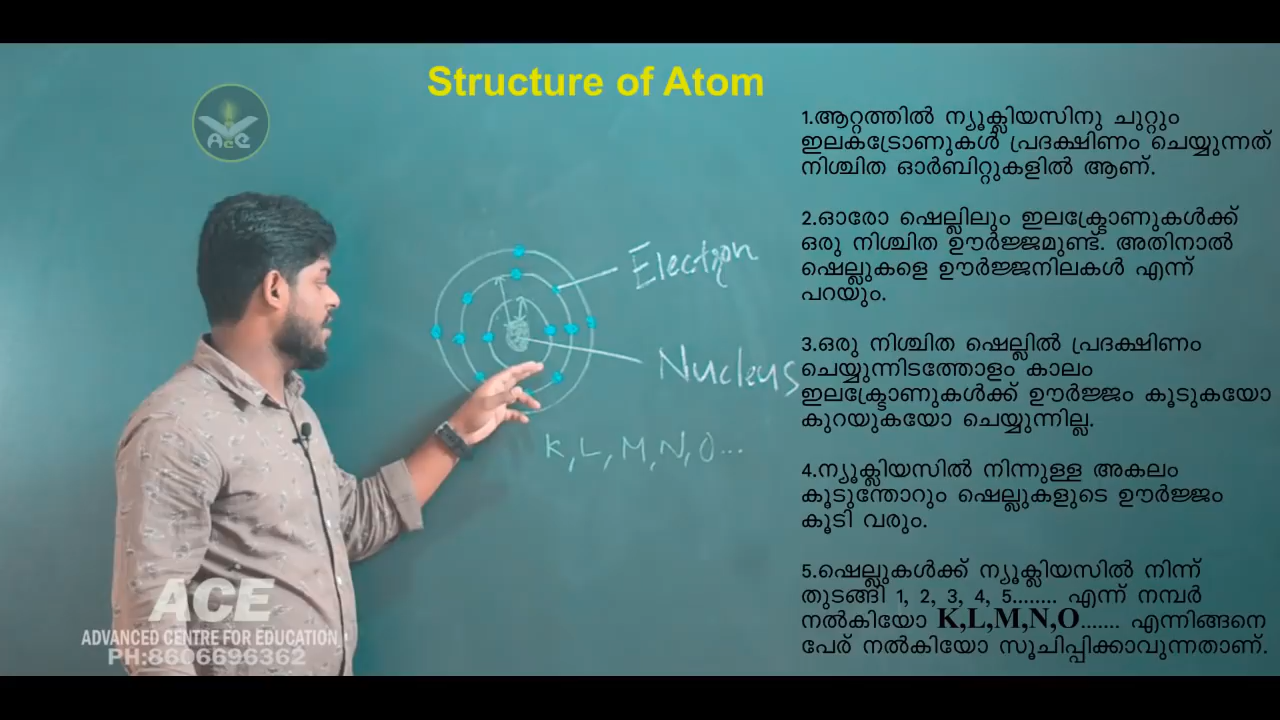 Structure of Atom
AcE
Electron
Nucleus
K, L, M, N, O...
1.ആറ്റത്തിൽ ന്യൂക്ലിയസിനു ചുറ്റും
ഇലകട്രോണുകൾ പ്രദക്ഷിണം ചെയ്യുന്നത്
നിശ്ചിത ഓർബിറ്റുകളിൽ ആണ്.
2.ഓരോ ഷെല്ലിലും ഇലക്ട്രോണുകൾക്ക്
ഒരു നിശ്ചിത ഊർജ്ജമുണ്ട്. അതിനാൽ
ഷെല്ലുകളെ ഊർജ്ജനിലകൾ എന്ന്
പറയും.
3.ഒരു നിശ്ചിത ഷെല്ലിൽ പ്രദക്ഷിണം
ചെയ്യുന്നിടത്തോളം കാലം
ഇലക്ട്രോണുകൾക്ക് ഊർജ്ജം കൂടുകയോ
കുറയുകയോ ചെയ്യുന്നില്ല.
4.ന്യൂക്ലിയസിൽ നിന്നുള്ള അകലം
കൂടുന്തോറും ഷെല്ലുകളുടെ ഊർജ്ജം
കൂടി വരും.
5.ഷെല്ലുകൾക്ക് ന്യൂക്ലിയസിൽ നിന്ന്
തുടങ്ങി 1, 2, 3, 4, 5........ എന്ന് നമ്പർ
നൽകിയോ K,L,M,N,O....... എന്നിങ്ങനെ
പേര് നൽകിയോ സൂചിപ്പിക്കാവുന്നതാണ്.
ACE
ADVANCED CENTRE FOR EDUCATION
PH:8606696362